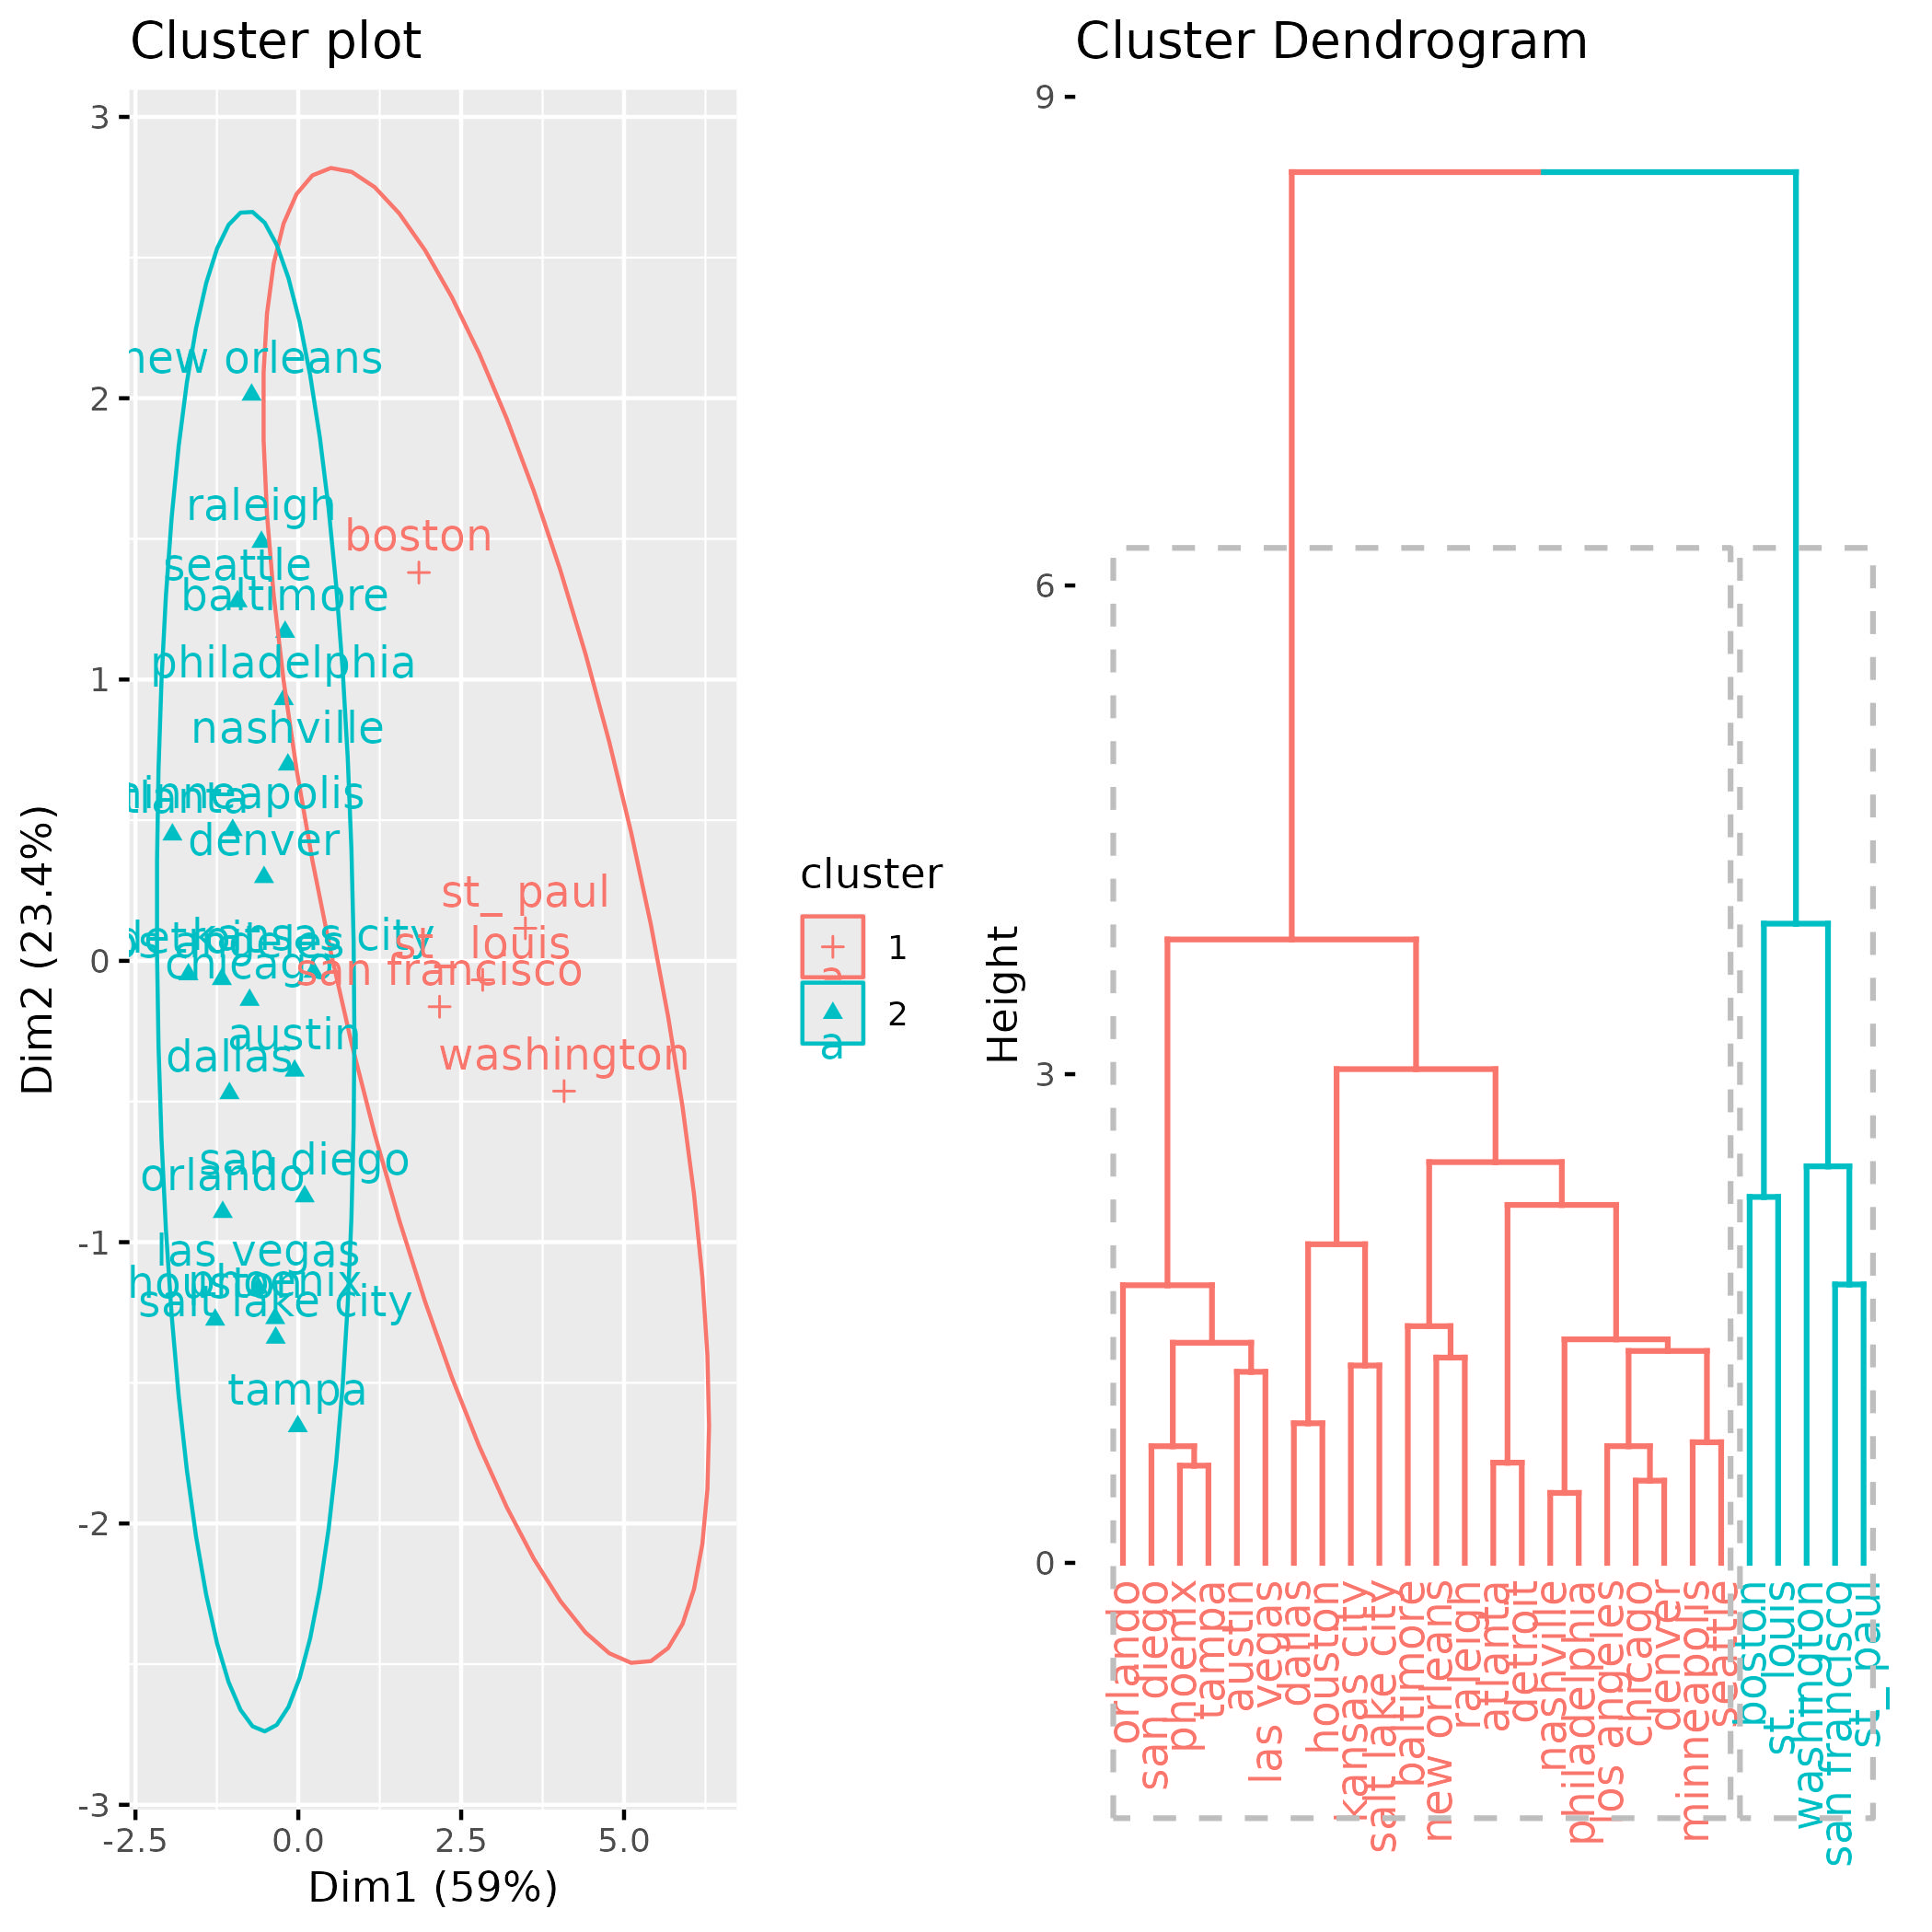 Cluster plot
3
2
1
0
-1
-2
-3
Dim2 (23.4%)
-2.5
0.0
2.5
5.0
Dim1 (59%)
new orleans
raleigh
boston
seattle
baltimore
philadelphia
nashville
denver
st_ paul
kansas city
st_ louis
chicago
san francisco
austin
dallas
washington
san diego
orlando
las vegas
houston
phoenix
salt lake city
tampa
cluster
1
2
a
Cluster Dendrogram
9
6
3
0
Height
orlando
san diego
phoenix
tampa
austin
las vegas
dallas
houston
kansas city
salt lake city
baltimore
new orleans
raleigh
atlanta
detroit
nashville
philadelphia
los angeles
chicago
denver
minneapolis
seattle
boston
st_ louis
washington
san francisco
st_ paul